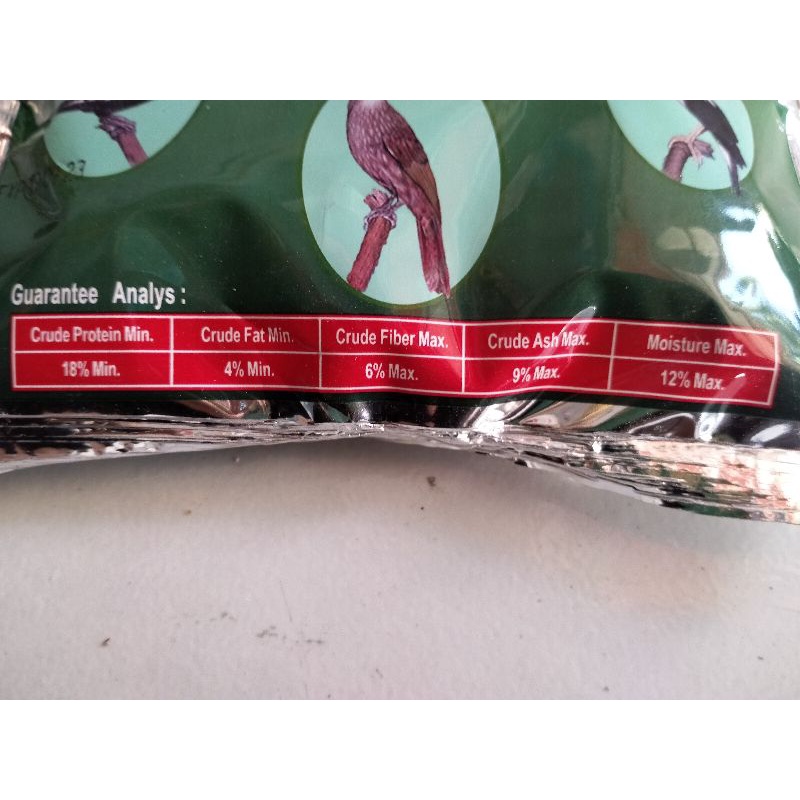 Guarantee Analys :
Crude Protein Min. Crude Fat Min. Crude Fiber Max. Crude Ash Max. Moisture Max.
18% Min. 4% Min. 6% Max. 9% Max. 12% Max.